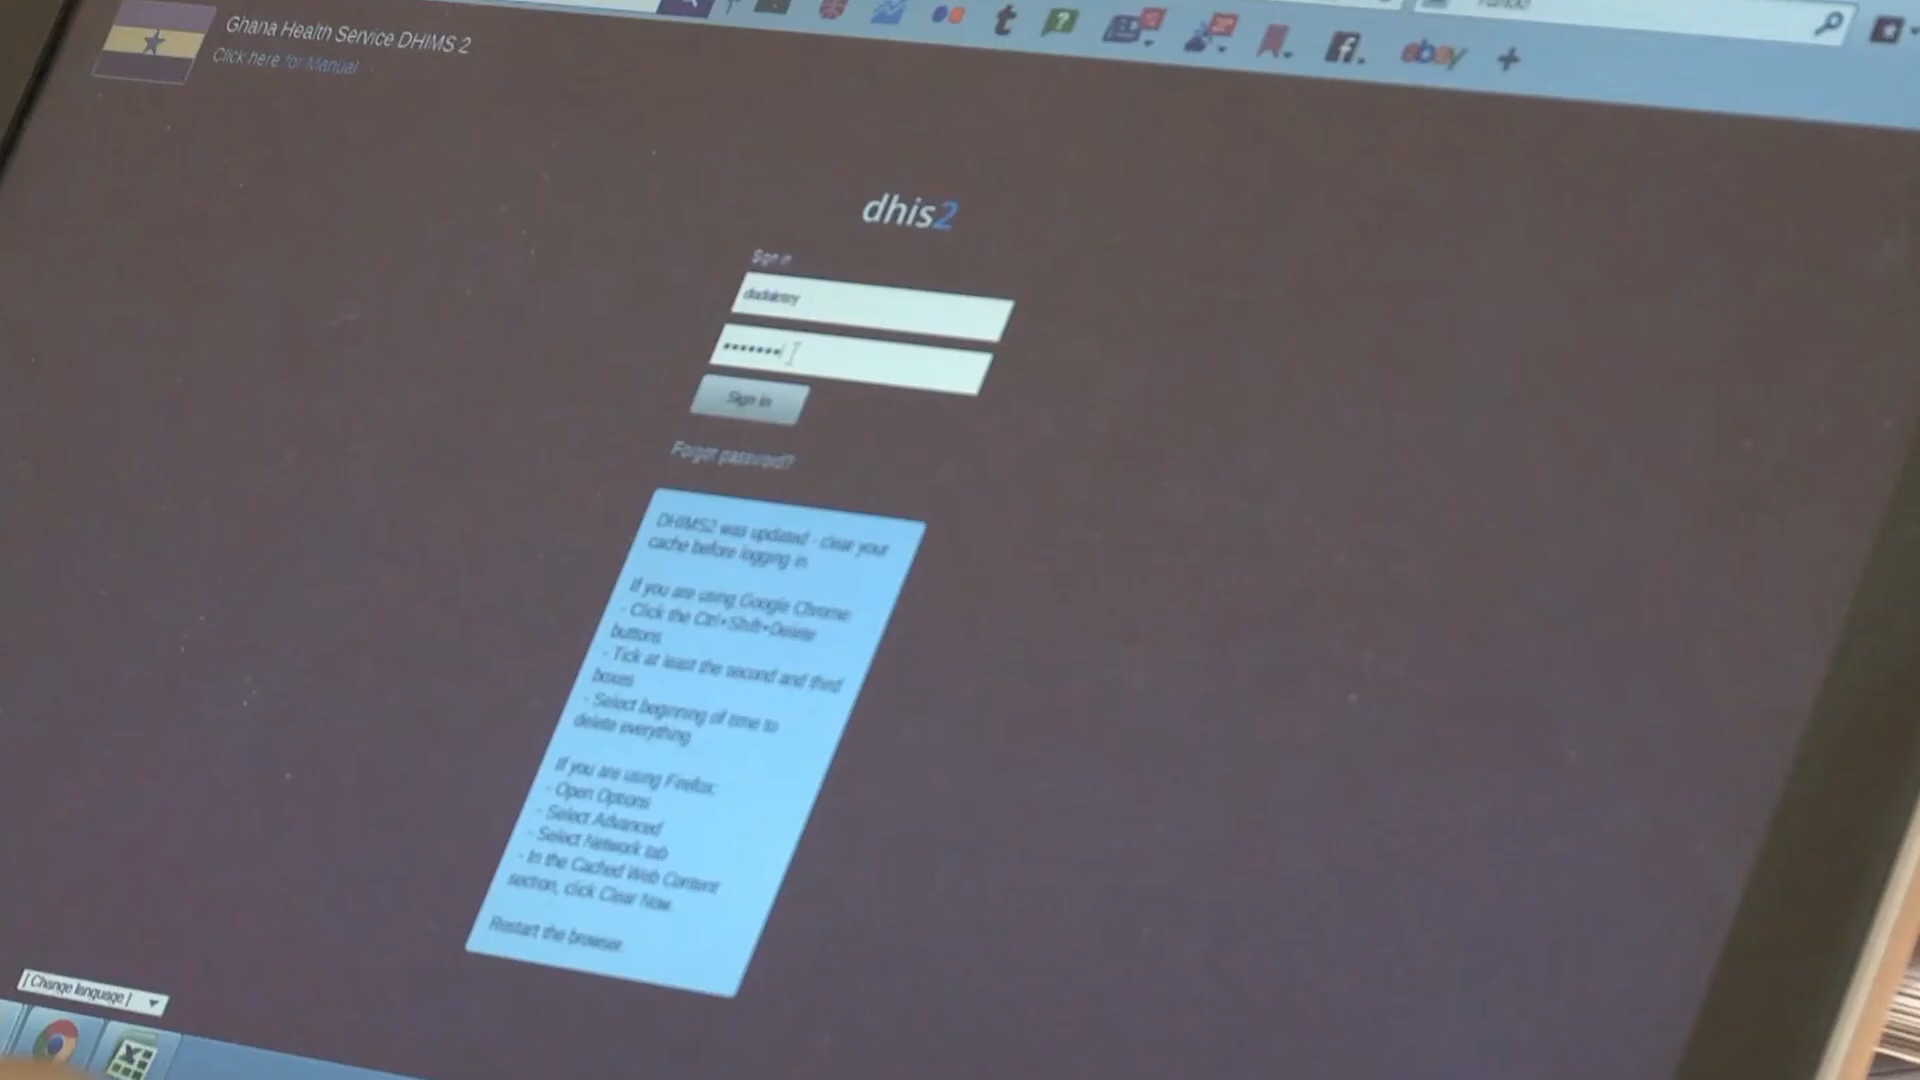 Ghana Health Service DHIMS 2
Click here for Manual
t
?
f
ebay
+
dhis2
Sign in
Sign in
Forgot password?
DHIMS2 was updated - clear your
cache before logging in.
If you are using Google Chrome:
- Click the Ctrl+Shift+Delete
buttons
- Tick at least the second and third
boxes
- Select beginning of time to
delete everything
If you are using Firefox:
- Open Options
- Select Advanced
- Select Network tab
- In the Cached Web Content
section, click Clear Now.
Restart the browser.
[ Change language ]